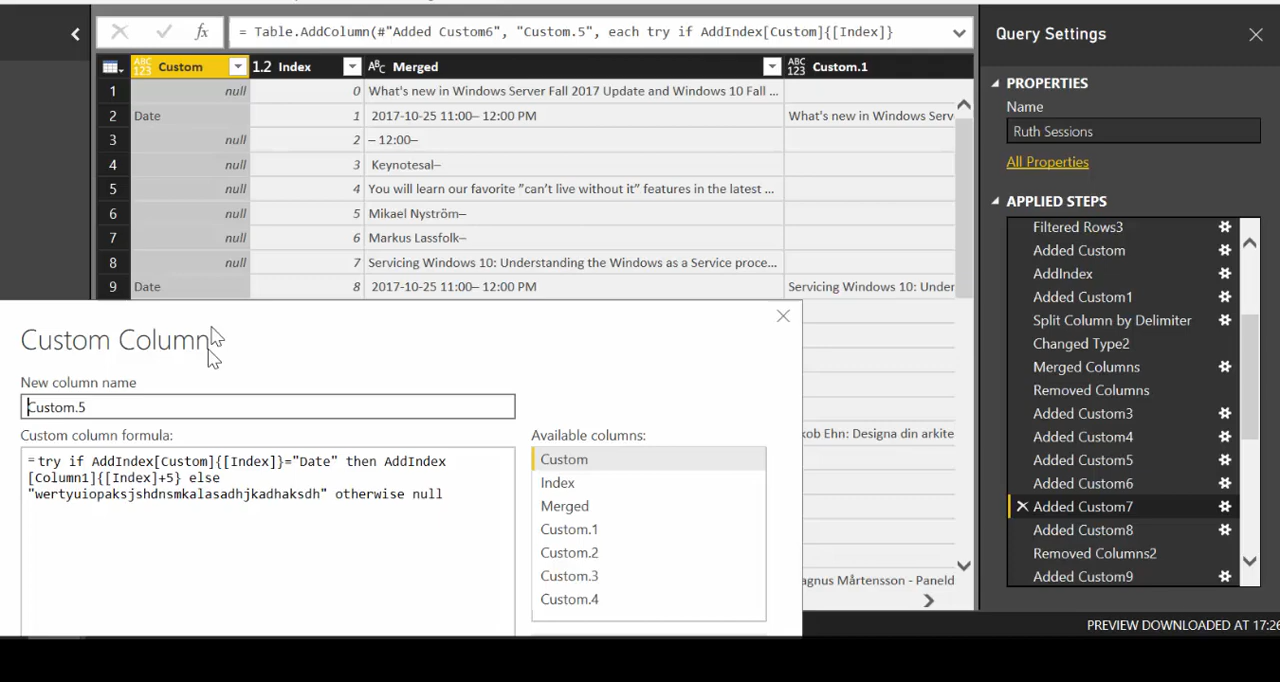 = Table.AddColumn(#"Added Custom6", "Custom.5", each try if AddIndex[Custom]{[Index]}
ABC 123 Custom 1.2 Index ABC Merged ABC 123 Custom.1
1 null 0 What's new in Windows Server Fall 2017 Update and Windows 10 Fall ...
2 Date 1 2017-10-25 11:00– 12:00 PM What's new in Windows Serv
3 null 2 – 12:00–
4 null 3 Keynotesal–
5 null 4 You will learn our favorite ”can’t live without it” features in the latest ...
6 null 5 Mikael Nyström–
7 null 6 Markus Lassfolk–
8 null 7 Servicing Windows 10: Understanding the Windows as a Service proce...
9 Date 8 2017-10-25 11:00– 12:00 PM Servicing Windows 10: Under
kob Ehn: Designa din arkite
agnus Mårtensson - Paneld
Custom Column
New column name
Custom.5
Custom column formula:
=try if AddIndex[Custom]{[Index]}="Date" then AddIndex
[Column1]{[Index]+5} else
"wertyuiopaksjshdnsmkalasadhjkadhaksdh" otherwise null
Available columns:
Custom
Index
Merged
Custom.1
Custom.2
Custom.3
Custom.4
Query Settings
PROPERTIES
Name
Ruth Sessions
All Properties
APPLIED STEPS
Filtered Rows3
Added Custom
AddIndex
Added Custom1
Split Column by Delimiter
Changed Type2
Merged Columns
Removed Columns
Added Custom3
Added Custom4
Added Custom5
Added Custom6
Added Custom7
Added Custom8
Removed Columns2
Added Custom9
PREVIEW DOWNLOADED AT 17:26